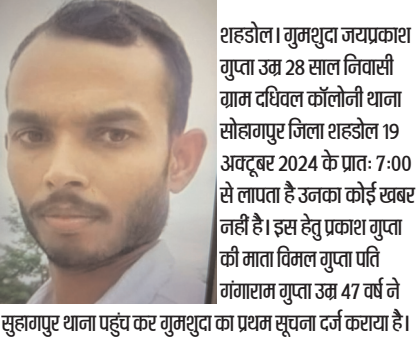 शहडोल। गुमशुदा जयप्रकाश
गुप्ता उम्र 28 साल निवासी
ग्राम दधिवल कॉलोनी थाना
सोहागपुर जिला शहडोल 19
अक्टूबर 2024 के प्रातः 7:00
से लापता है उनका कोई खबर
नहीं है। इस हेतु प्रकाश गुप्ता
की माता विमल गुप्ता पति
गंगाराम गुप्ता उम्र 47 वर्ष ने
सुहागपुर थाना पहुंच कर गुमशुदा का प्रथम सूचना दर्ज कराया है।